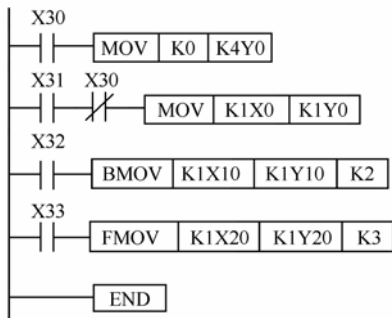 X30
MOV K0 K4Y0
X31 X30
MOV K1X0 K1Y0
X32
BMOV K1X10 K1Y10 K2
X33
FMOV K1X20 K1Y20 K3
END